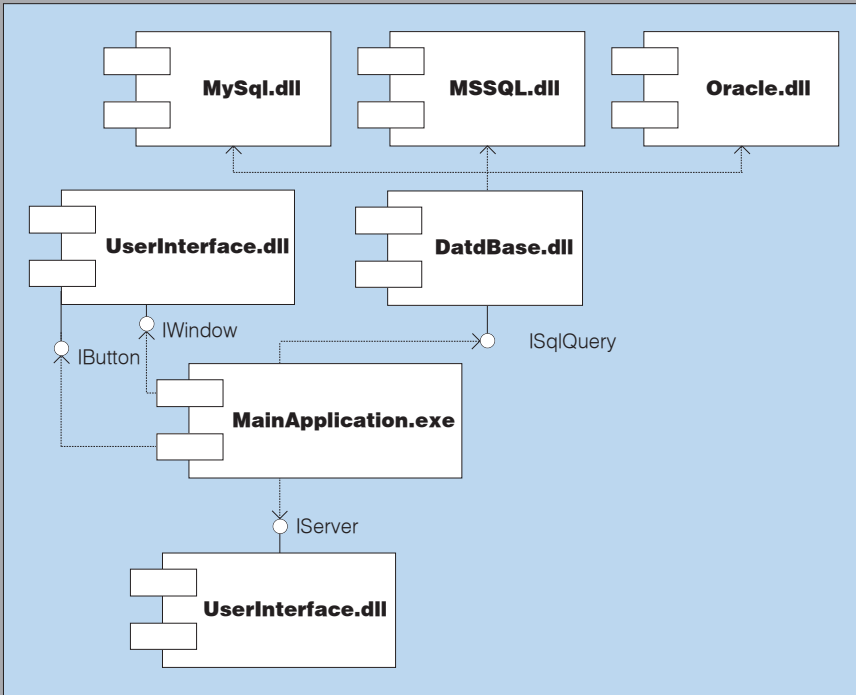 MySql.dll
MSSQL.dll
Oracle.dll
UserInterface.dll
DatdBase.dll
IWindow
ISqlQuery
IButton
MainApplication.exe
IServer
UserInterface.dll